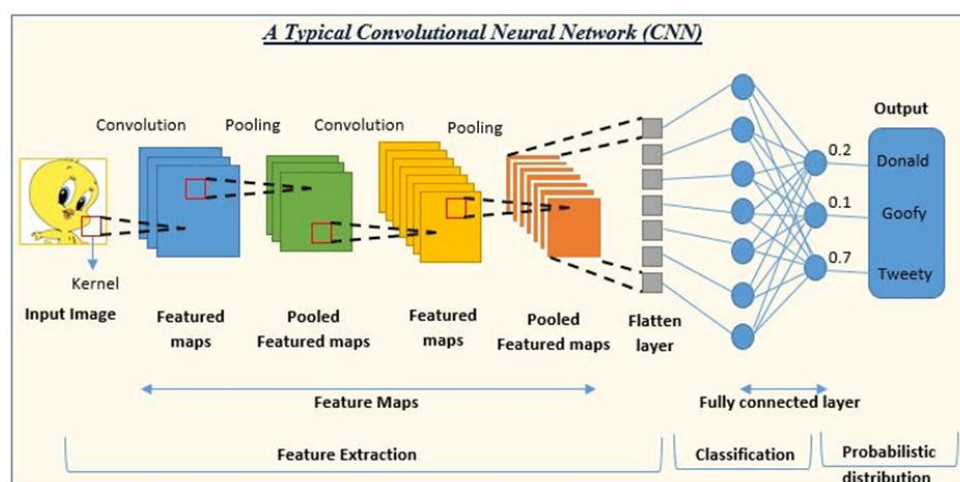 A Typical Convolutional Neural Network (CNN)
Convolution
Pooling
Convolution
Pooling
Output
0.2
Donald
0.1
Goofy
0.7
Tweety
Kernel
Input Image
Featured
maps
Pooled
Featured maps
Featured
maps
Pooled
Featured maps
Flatten
layer
Feature Maps
Fully connected layer
Feature Extraction
Classification
Probabilistic
distribution